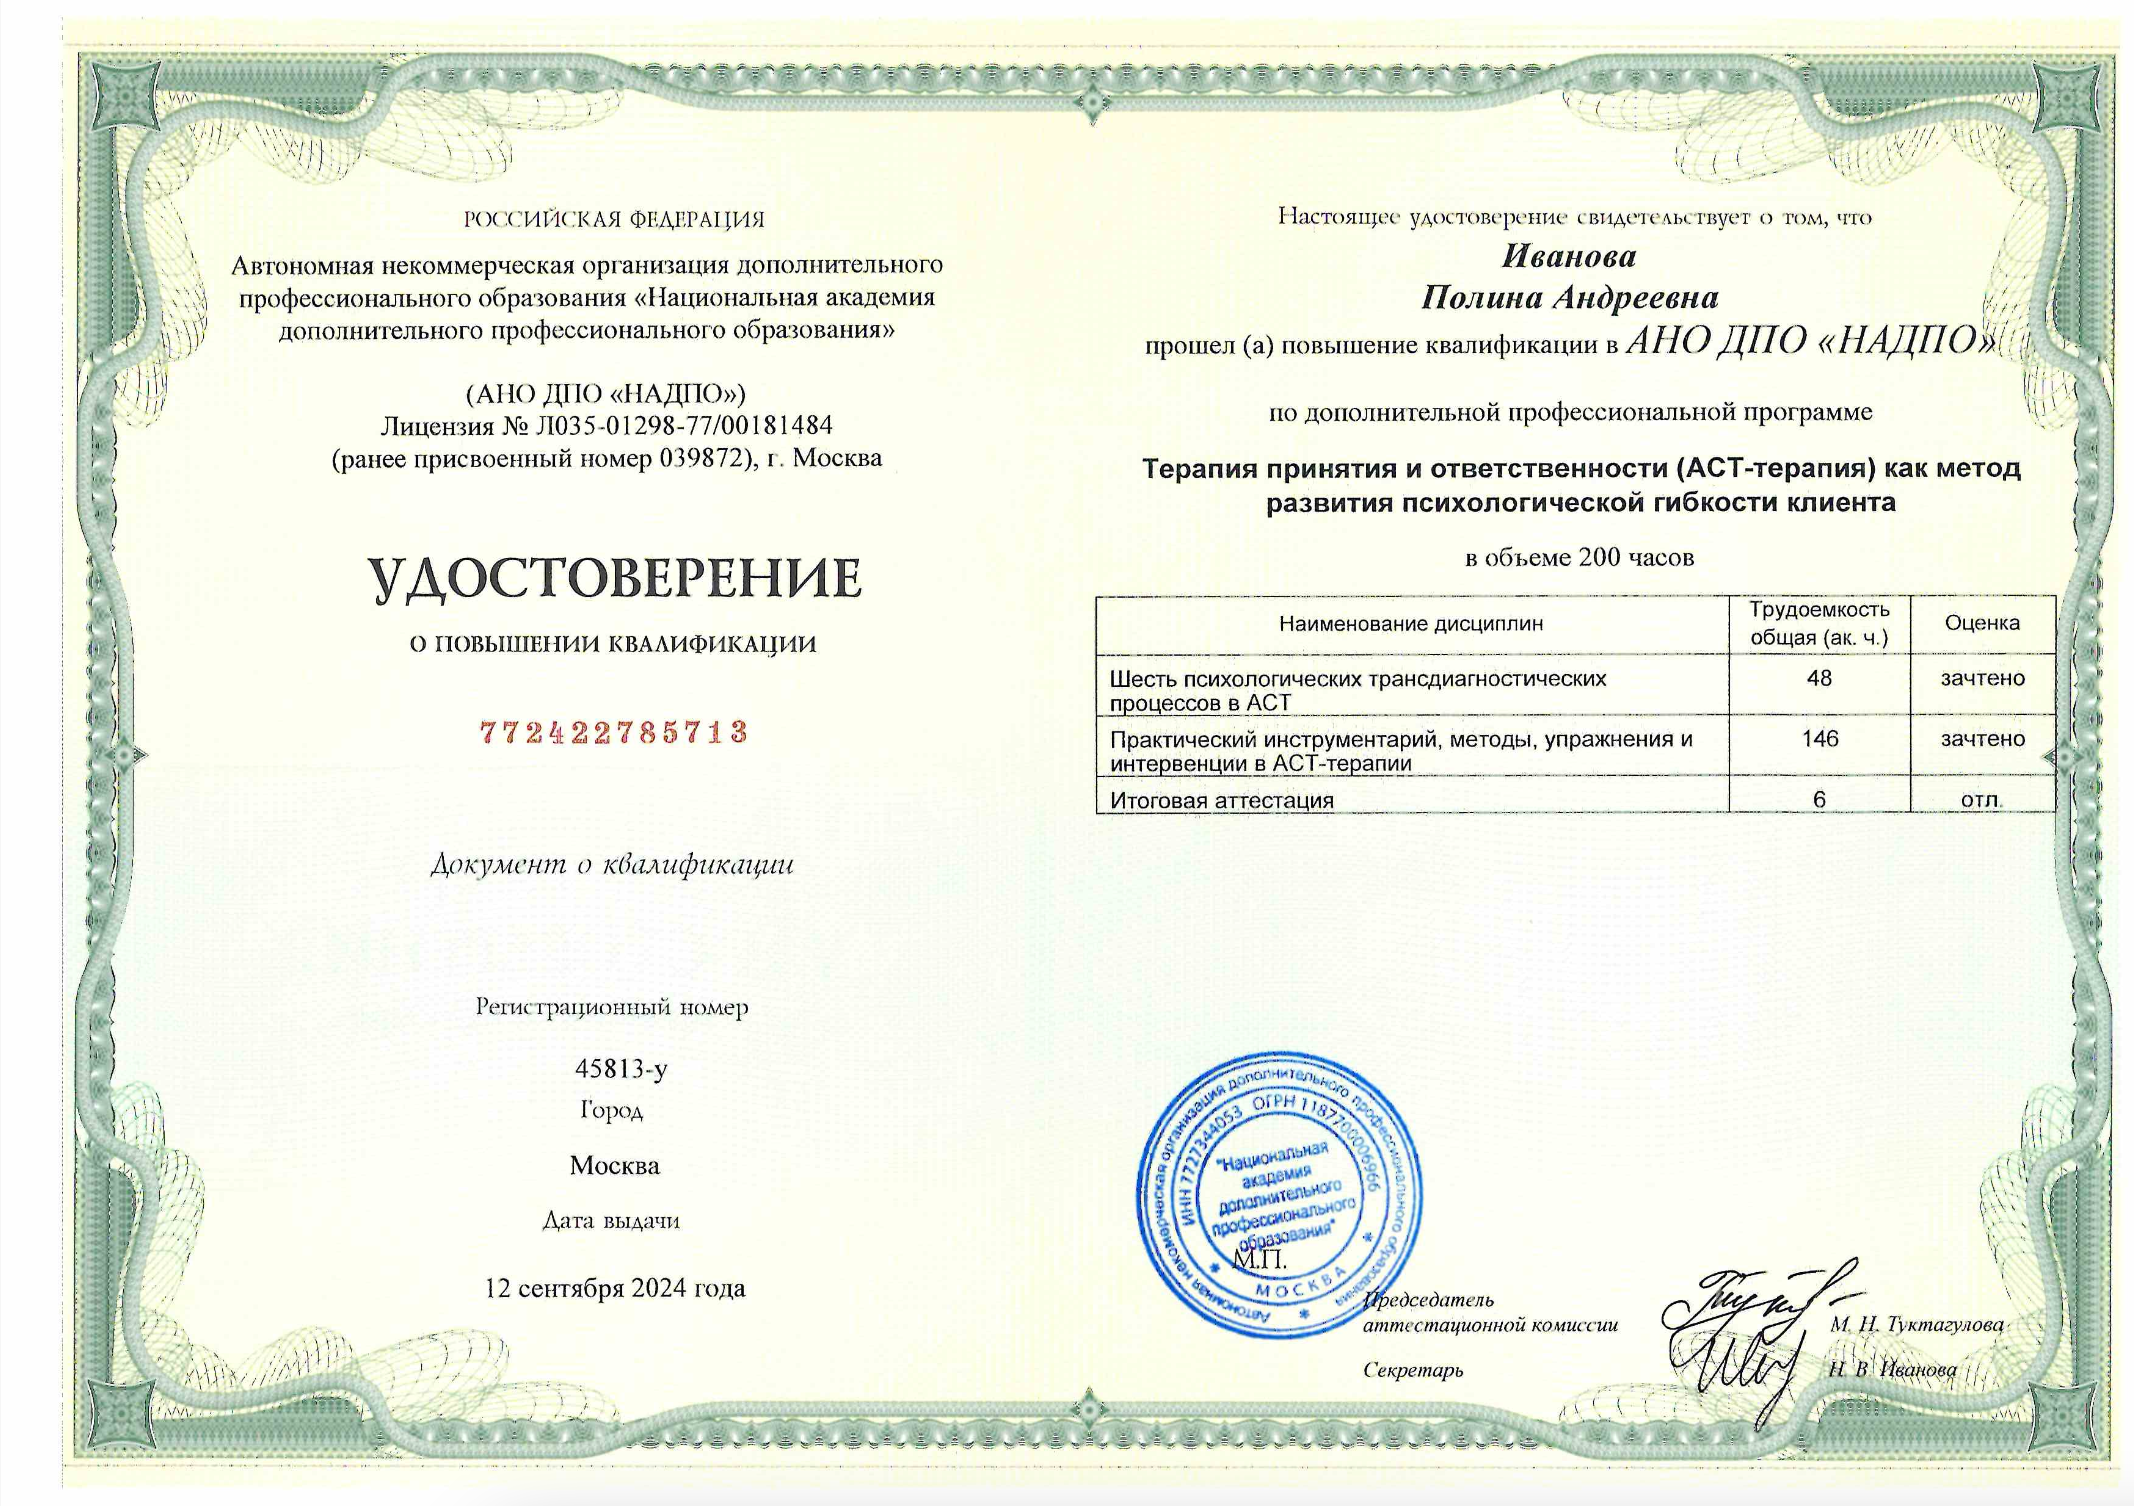 РОССИЙСКАЯ ФЕДЕРАЦИЯ
Автономная некоммерческая организация дополнительного
профессионального образования «Национальная академия
дополнительного профессионального образования»
(АНО ДПО «НАДПО»)
Лицензия № Л035-01298-77/00181484
(ранее присвоенный номер 039872), г. Москва
УДОСТОВЕРЕНИЕ
О ПОВЫШЕНИИ КВАЛИФИКАЦИИ
772422785713
Документ о квалификации
Регистрационный номер
45813-у
Город
Москва
Дата выдачи
12 сентября 2024 года
Настоящее удостоверение свидетельствует о том, что
Иванова
Полина Андреевна
прошел (а) повышение квалификации в АНО ДПО «НАДПО»
по дополнительной профессиональной программе
Терапия принятия и ответственности (АСТ-терапия) как метод
развития психологической гибкости клиента
в объеме 200 часов
Наименование дисциплин
Трудоемкость
общая (ак. ч.)
Оценка
Шесть психологических трансдиагностических
процессов в АСТ
48
зачтено
Практический инструментарий, методы, упражнения и
интервенции в АСТ-терапии
146
зачтено
Итоговая аттестация
6
отл.
Автономная некоммерческая организация дополнительного профессионального образования
ИНН 7727344053 ОГРН 1187700006966
"Национальная
академия
дополнительного
профессионального
образования"
* МОСКВА *
М.П.
Председатель
аттестационной комиссии
М. Н. Туктагулова
Секретарь
Н. В. Иванова